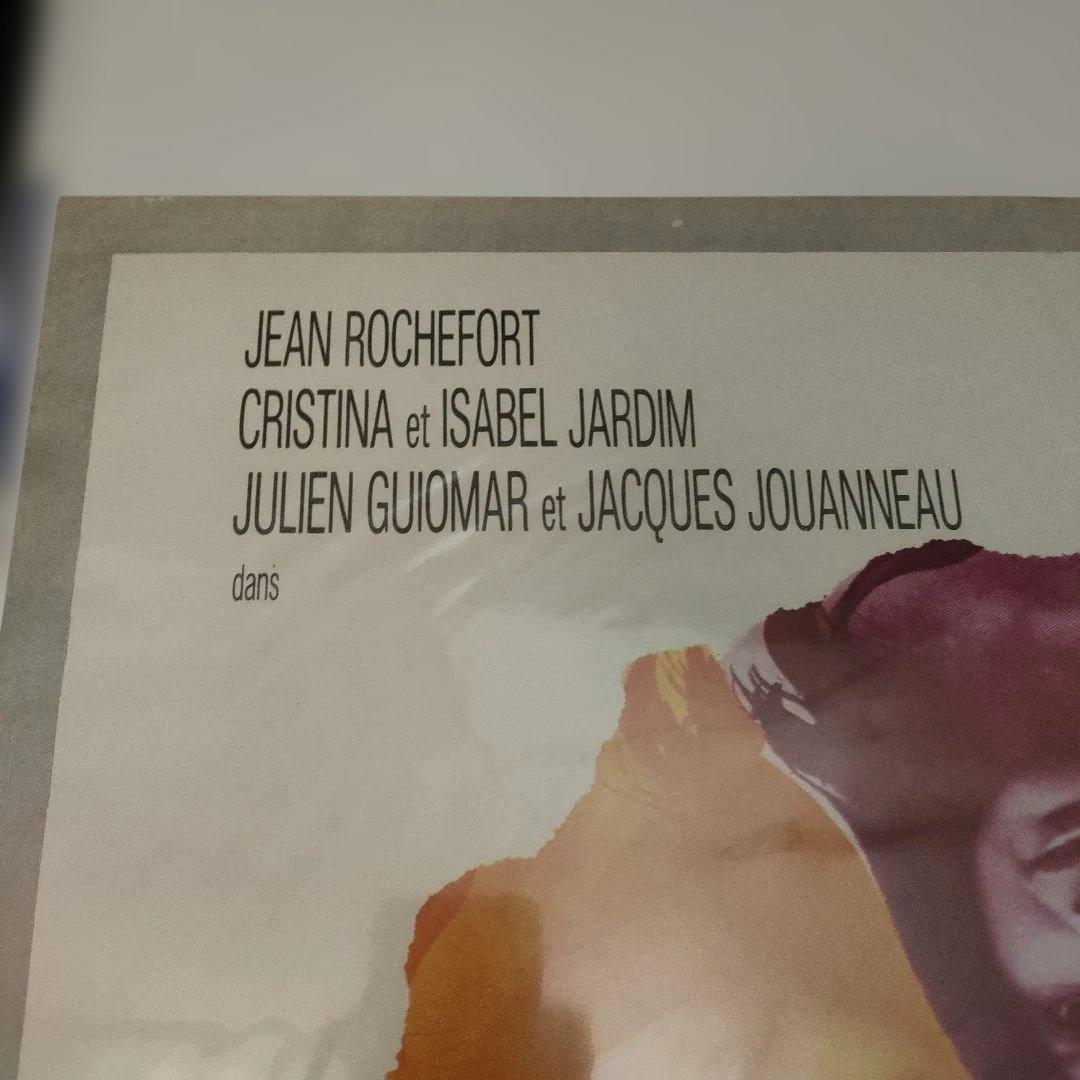 JEAN ROCHEFORT
CRISTINA et ISABEL JARDIM
JULIEN GUIOMAR et JACQUES JOUANNEAU
dans